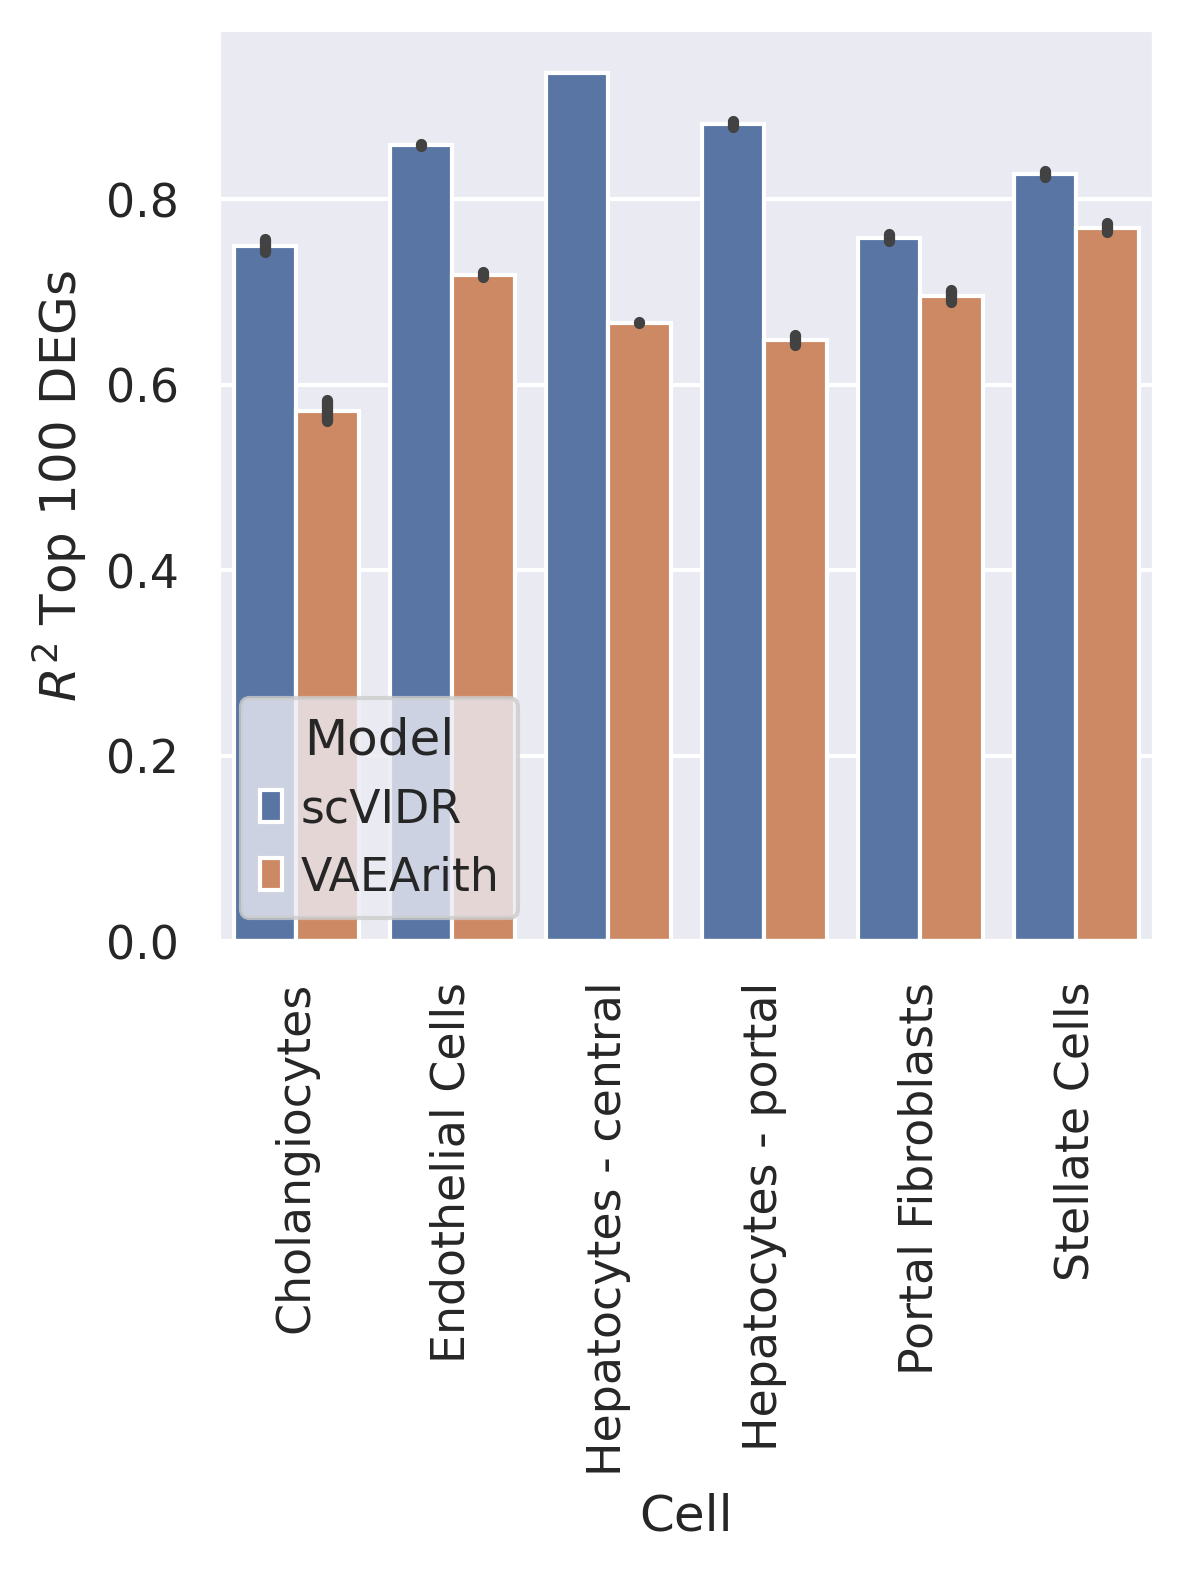 R² Top 100 DEGs
0.8
0.6
0.4
0.2
0.0
Model
scVIDR
VAEArith
Cholangiocytes
Endothelial Cells
Hepatocytes - central
Hepatocytes - portal
Portal Fibroblasts
Stellate Cells
Cell